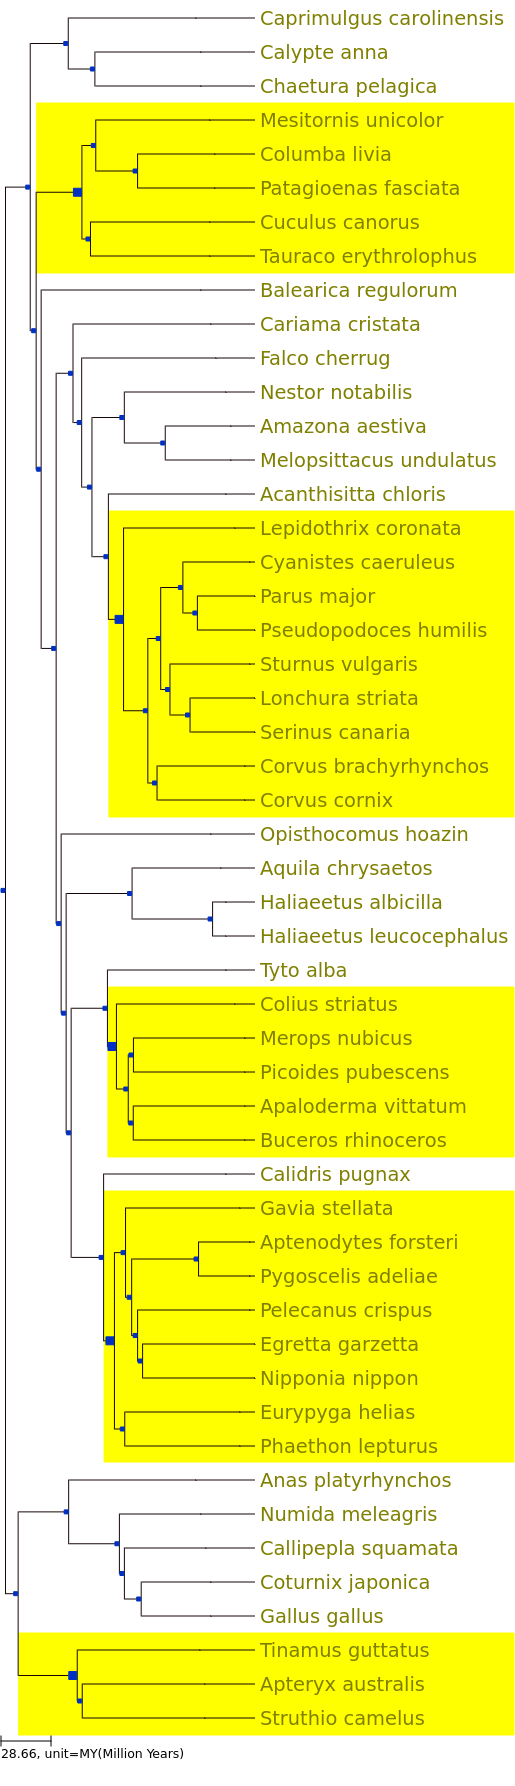 Caprimulgus carolinensis
Calypte anna
Chaetura pelagica
Mesitornis unicolor
Columba livia
Patagioenas fasciata
Cuculus canorus
Tauraco erythrolophus
Balearica regulorum
Cariama cristata
Falco cherrug
Nestor notabilis
Amazona aestiva
Melopsittacus undulatus
Acanthisitta chloris
Lepidothrix coronata
Cyanistes caeruleus
Parus major
Pseudopodoces humilis
Sturnus vulgaris
Lonchura striata
Serinus canaria
Corvus brachyrhynchos
Corvus cornix
Opisthocomus hoazin
Aquila chrysaetos
Haliaeetus albicilla
Haliaeetus leucocephalus
Tyto alba
Colius striatus
Merops nubicus
Picoides pubescens
Apaloderma vittatum
Buceros rhinoceros
Calidris pugnax
Gavia stellata
Aptenodytes forsteri
Pygoscelis adeliae
Pelecanus crispus
Egretta garzetta
Nipponia nippon
Eurypyga helias
Phaethon lepturus
Anas platyrhynchos
Numida meleagris
Callipepla squamata
Coturnix japonica
Gallus gallus
Tinamus guttatus
Apteryx australis
Struthio camelus
28.66, unit=MY(Million Years)